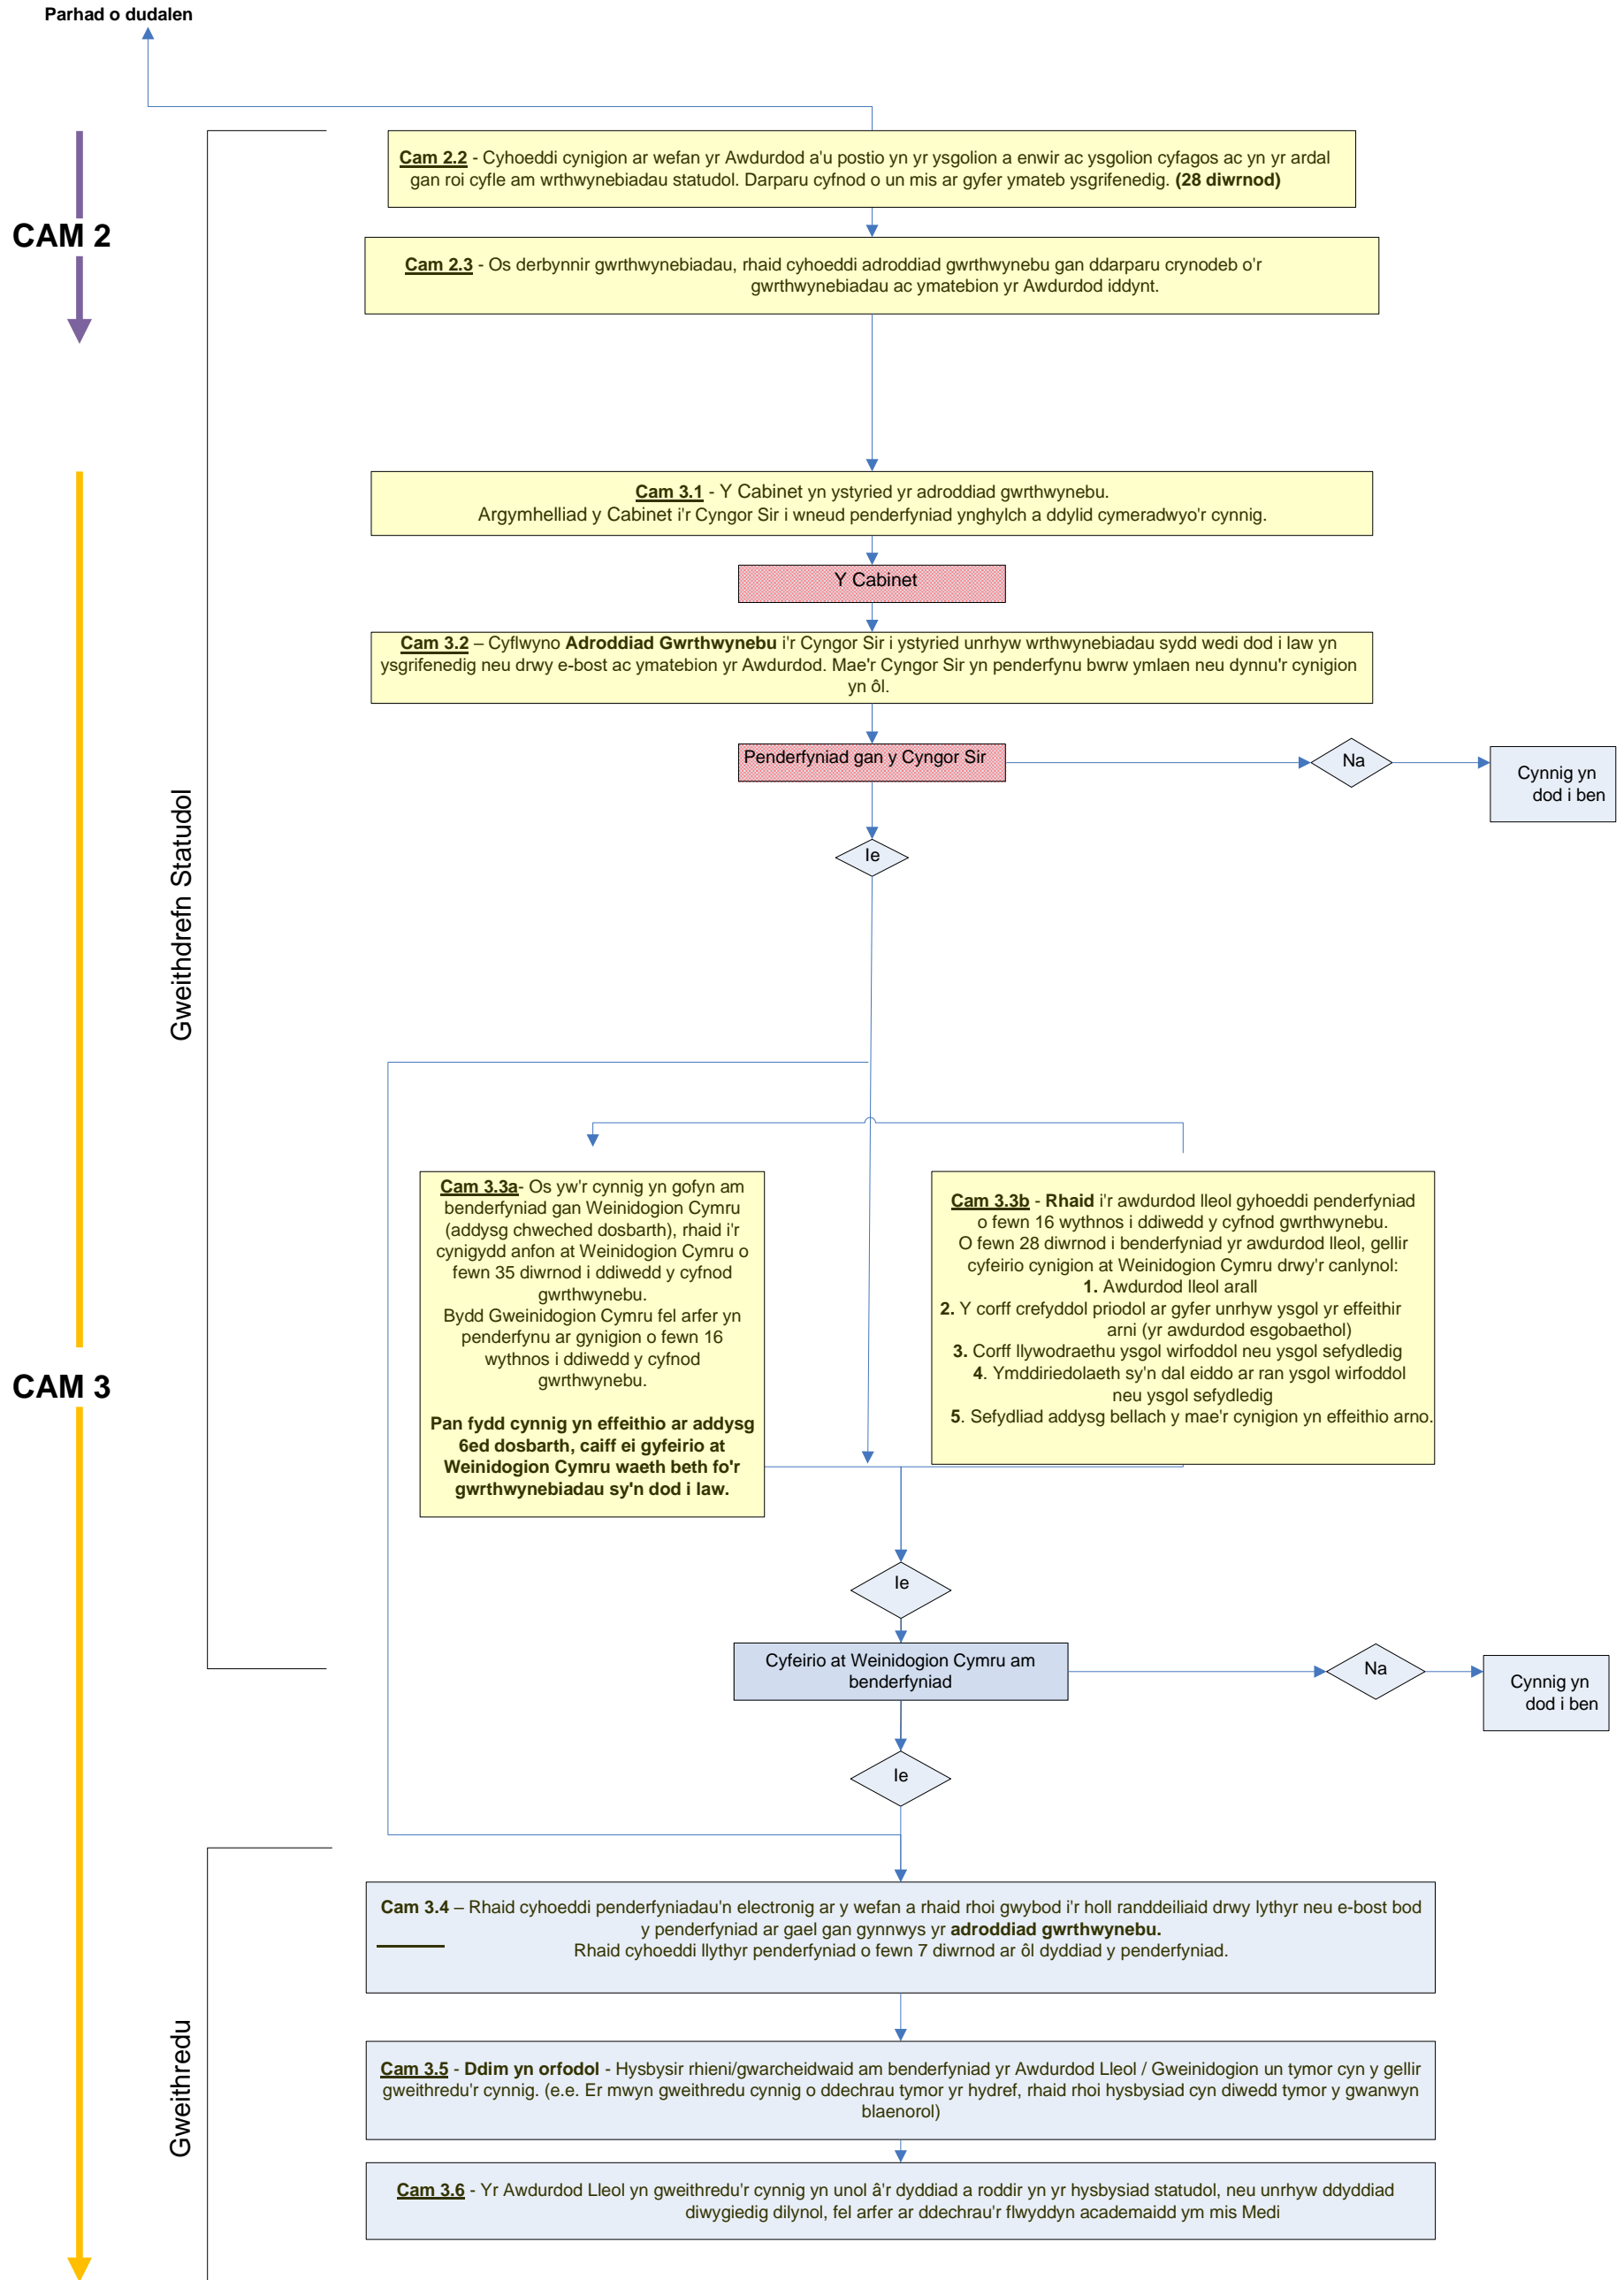 Parhad o dudalen
Cam 2.2 - Cyhoeddi cynigion ar wefan yr Awdurdod a'u postio yn yr ysgolion a enwir ac ysgolion cyfagos ac yn yr ardal
gan roi cyfle am wrthwynebiadau statudol. Darparu cyfnod o un mis ar gyfer ymateb ysgrifenedig. (28 diwrnod)
CAM 2
Cam 2.3 - Os derbynnir gwrthwynebiadau, rhaid cyhoeddi adroddiad gwrthwynebu gan ddarparu crynodeb o'r
gwrthwynebiadau ac ymatebion yr Awdurdod iddynt.
Cam 3.1 - Y Cabinet yn ystyried yr adroddiad gwrthwynebu.
Argymhelliad y Cabinet i'r Cyngor Sir i wneud penderfyniad ynghylch a ddylid cymeradwyo'r cynnig.
Y Cabinet
Cam 3.2 – Cyflwyno Adroddiad Gwrthwynebu i'r Cyngor Sir i ystyried unrhyw wrthwynebiadau sydd wedi dod i law yn
ysgrifenedig neu drwy e-bost ac ymatebion yr Awdurdod. Mae'r Cyngor Sir yn penderfynu bwrw ymlaen neu dynnu'r cynigion
yn ôl.
Penderfyniad gan y Cyngor Sir
Na
Cynnig yn
dod i ben
Ie
Gweithdrefn Statudol
Cam 3.3a- Os yw'r cynnig yn gofyn am
benderfyniad gan Weinidogion Cymru
(addysg chweched dosbarth), rhaid i'r
cynigydd anfon at Weinidogion Cymru o
fewn 35 diwrnod i ddiwedd y cyfnod
gwrthwynebu.
Bydd Gweinidogion Cymru fel arfer yn
penderfynu ar gynigion o fewn 16
wythnos i ddiwedd y cyfnod
gwrthwynebu.
Pan fydd cynnig yn effeithio ar addysg
6ed dosbarth, caiff ei gyfeirio at
Weinidogion Cymru waeth beth fo'r
gwrthwynebiadau sy'n dod i law.
Cam 3.3b - Rhaid i'r awdurdod lleol gyhoeddi penderfyniad
o fewn 16 wythnos i ddiwedd y cyfnod gwrthwynebu.
O fewn 28 diwrnod i benderfyniad yr awdurdod lleol, gellir
cyfeirio cynigion at Weinidogion Cymru drwy'r canlynol:
1. Awdurdod lleol arall
2. Y corff crefyddol priodol ar gyfer unrhyw ysgol yr effeithir
arni (yr awdurdod esgobaethol)
3. Corff llywodraethu ysgol wirfoddol neu ysgol sefydledig
4. Ymddiriedolaeth sy'n dal eiddo ar ran ysgol wirfoddol
neu ysgol sefydledig
5. Sefydliad addysg bellach y mae'r cynigion yn effeithio arno.
CAM 3
Ie
Cyfeirio at Weinidogion Cymru am
benderfyniad
Na
Cynnig yn
dod i ben
Ie
Cam 3.4 – Rhaid cyhoeddi penderfyniadau'n electronig ar y wefan a rhaid rhoi gwybod i'r holl randdeiliaid drwy lythyr neu e-bost bod
y penderfyniad ar gael gan gynnwys yr adroddiad gwrthwynebu.
Rhaid cyhoeddi llythyr penderfyniad o fewn 7 diwrnod ar ôl dyddiad y penderfyniad.
Gweithredu
Cam 3.5 - Ddim yn orfodol - Hysbysir rhieni/gwarcheidwaid am benderfyniad yr Awdurdod Lleol / Gweinidogion un tymor cyn y gellir
gweithredu'r cynnig. (e.e. Er mwyn gweithredu cynnig o ddechrau tymor yr hydref, rhaid rhoi hysbysiad cyn diwedd tymor y gwanwyn
blaenorol)
Cam 3.6 - Yr Awdurdod Lleol yn gweithredu'r cynnig yn unol â'r dyddiad a roddir yn yr hysbysiad statudol, neu unrhyw ddyddiad
diwygiedig dilynol, fel arfer ar ddechrau'r flwyddyn academaidd ym mis Medi